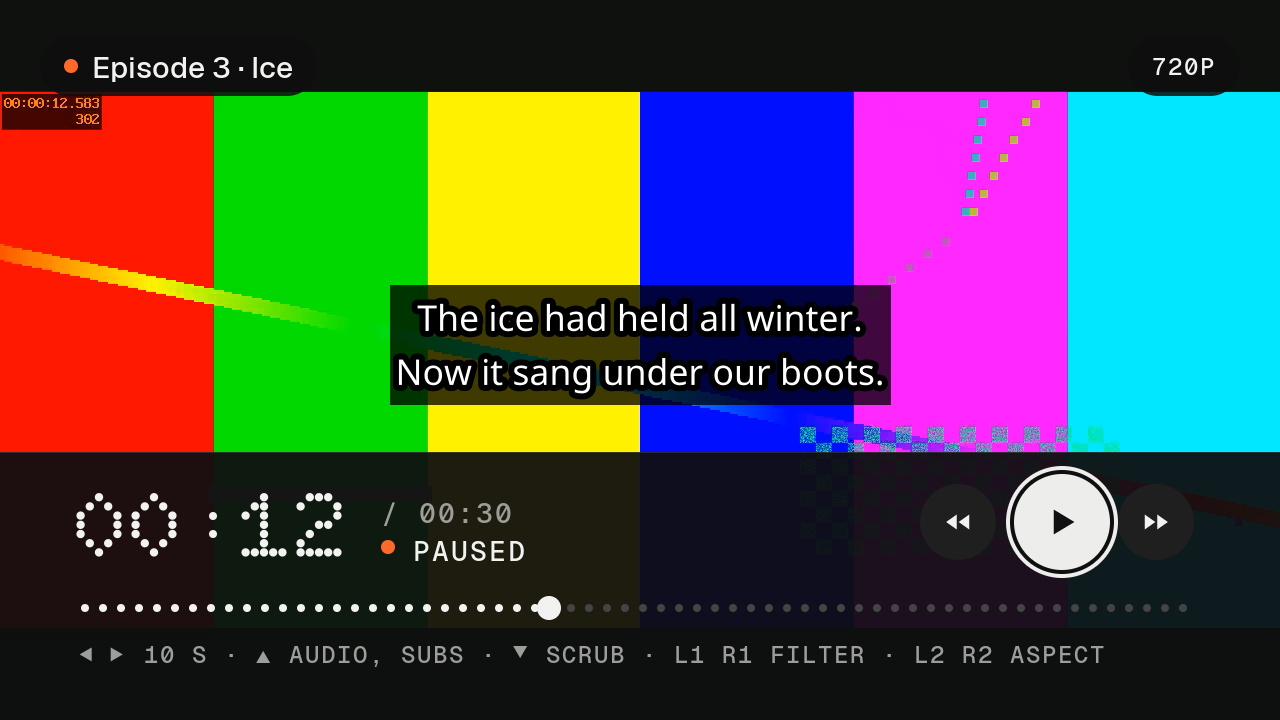 Episode 3 · Ice
720P
00:00:12.583
302
The ice had held all winter.
Now it sang under our boots.
00:12 / 00:30
PAUSED
◀ ▶ 10 S · ▲ AUDIO, SUBS · ▼ SCRUB · L1 R1 FILTER · L2 R2 ASPECT